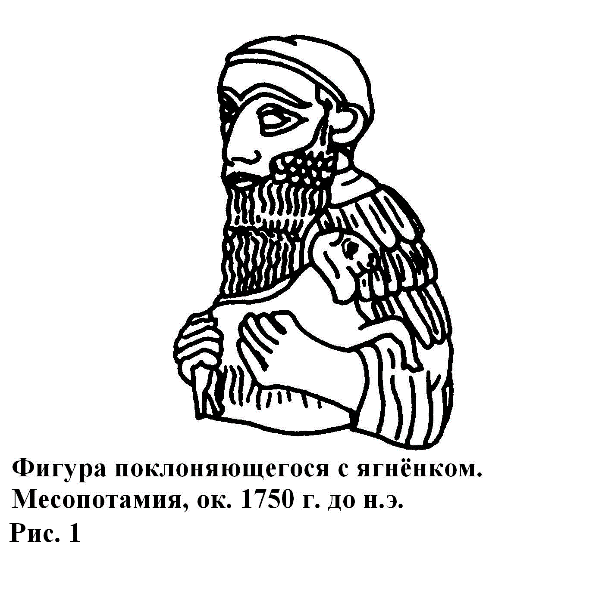 Фигура поклоняющегося с ягнёнком.
Месопотамия, ок. 1750 г. до н.э.
Рис. 1